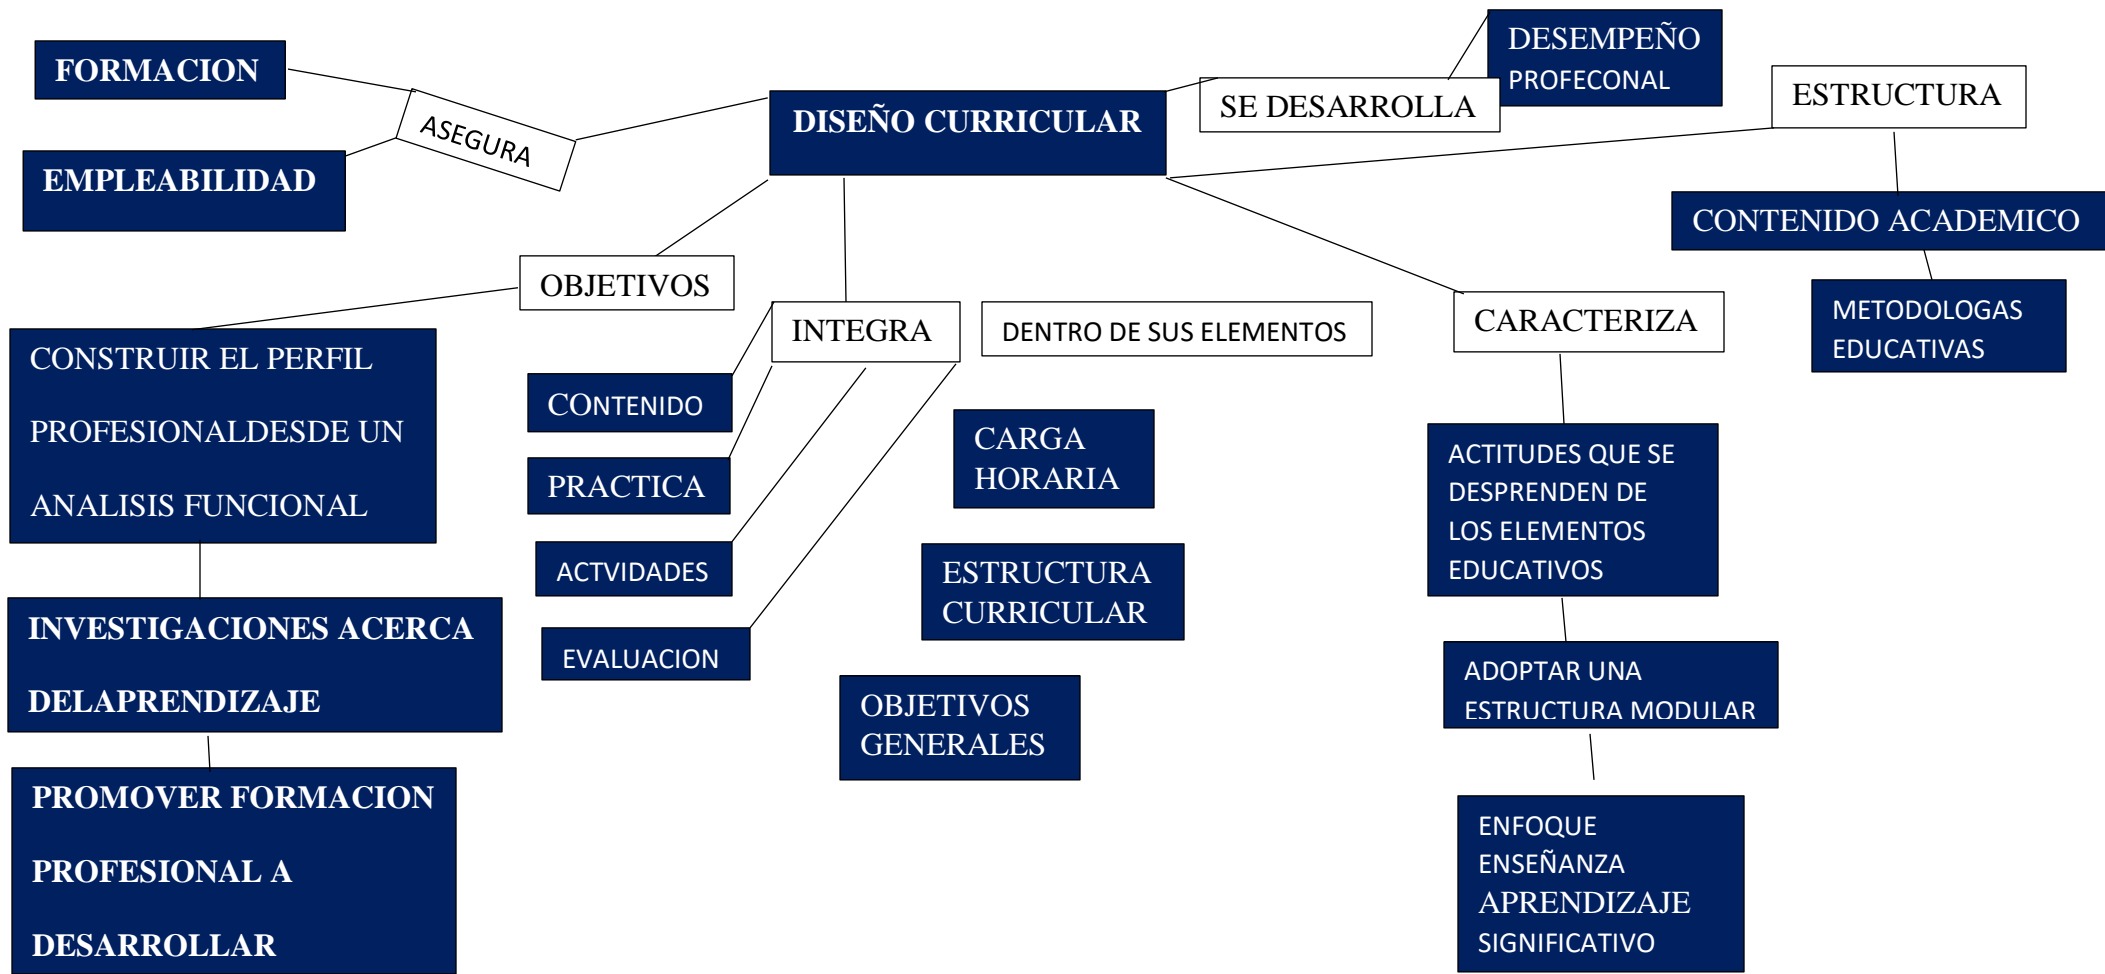 FORMACION
EMPLEABILIDAD
ASEGURA
DISEÑO CURRICULAR
SE DESARROLLA
DESEMPEÑO
PROFECONAL
ESTRUCTURA
CONTENIDO ACADEMICO
METODOLOGAS
EDUCATIVAS
OBJETIVOS
CONSTRUIR EL PERFIL
PROFESIONALDESDE UN
ANALISIS FUNCIONAL
INVESTIGACIONES ACERCA
DELAPRENDIZAJE
PROMOVER FORMACION
PROFESIONAL A
DESARROLLAR
INTEGRA
CONTENIDO
PRACTICA
ACTVIDADES
EVALUACION
DENTRO DE SUS ELEMENTOS
CARGA
HORARIA
ESTRUCTURA
CURRICULAR
OBJETIVOS
GENERALES
CARACTERIZA
ACTITUDES QUE SE
DESPRENDEN DE
LOS ELEMENTOS
EDUCATIVOS
ADOPTAR UNA
ESTRUCTURA MODULAR
ENFOQUE
ENSEÑANZA
APRENDIZAJE
SIGNIFICATIVO